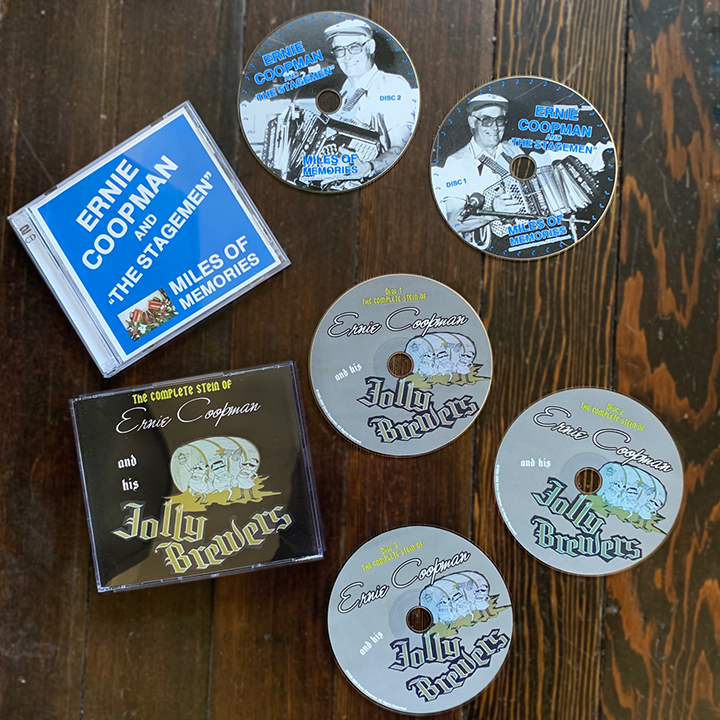 ERNIE
COOPMAN
AND
"THE STAGEMEN"
DISC 2
MILES OF
MEMORIES
ERNIE
COOPMAN
AND
"THE STAGEMEN"
DISC 1
MILES OF
MEMORIES
ERNIE
COOPMAN
AND
"THE STAGEMEN"
MILES OF
MEMORIES
Disc 1
THE COMPLETE STEIN OF
Ernie Coopman
and his
Jolly
Brewers
THE COMPLETE STEIN OF
Ernie Coopman
and
his
Jolly
Brewers
Disc 2
THE COMPLETE STEIN OF
Ernie Coopman
and his
Jolly
Brewers
Disc 3
THE COMPLETE STEIN OF
Ernie Coopman
and his
Jolly
Brewers